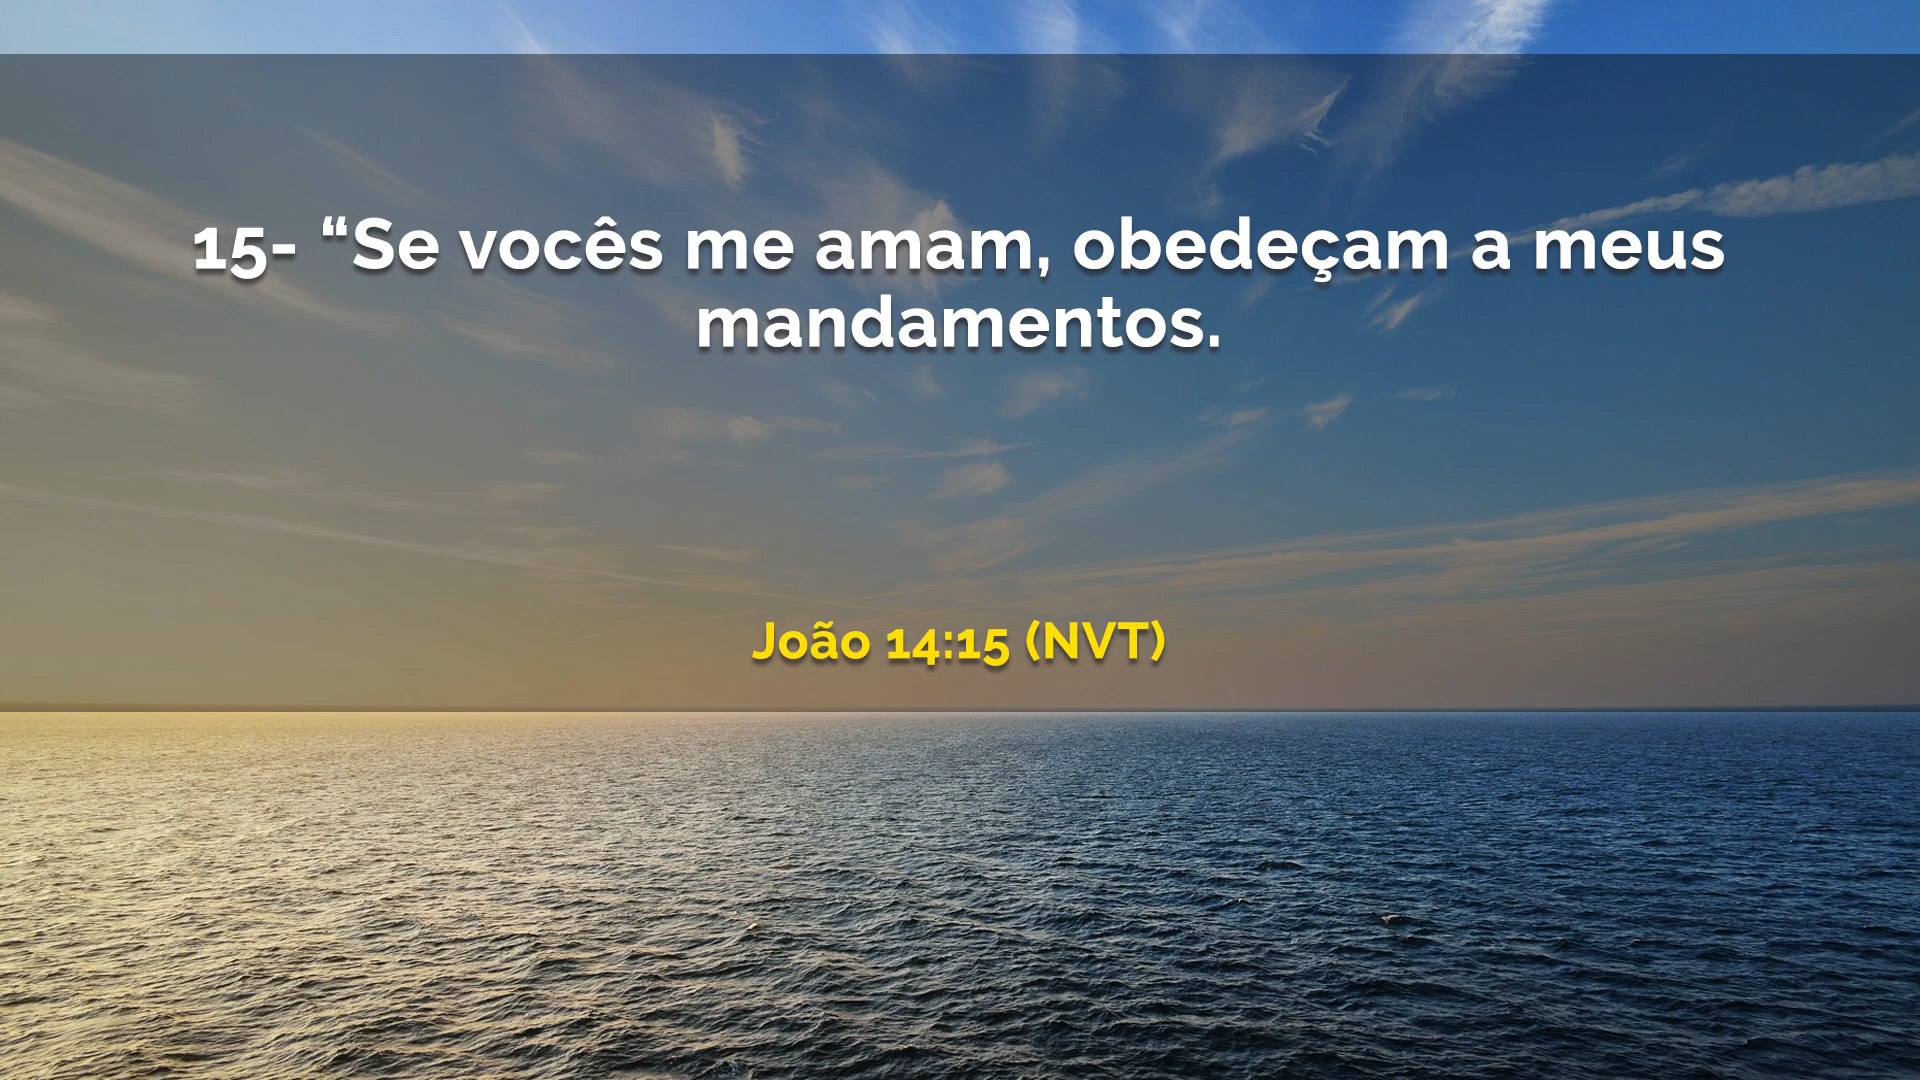 15- “Se vocês me amam, obedeçam a meus
mandamentos.
João 14:15 (NVT)